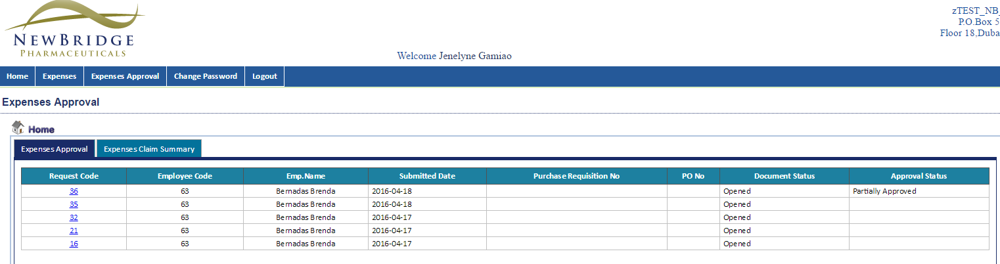 NEWBRIDGE
PHARMACEUTICALS
zTEST_NB_
P.O.Box 5
Floor 18,Duba
Welcome Jenelyne Gamiao
Home Expenses Expenses Approval Change Password Logout
Expenses Approval
Home
Expenses Approval Expenses Claim Summary
Request Code Employee Code Emp.Name Submitted Date Purchase Requisition No PO No Document Status Approval Status
36 63 Bernadas Brenda 2016-04-18 Opened Partially Approved
35 63 Bernadas Brenda 2016-04-18 Opened
32 63 Bernadas Brenda 2016-04-17 Opened
21 63 Bernadas Brenda 2016-04-17 Opened
16 63 Bernadas Brenda 2016-04-17 Opened